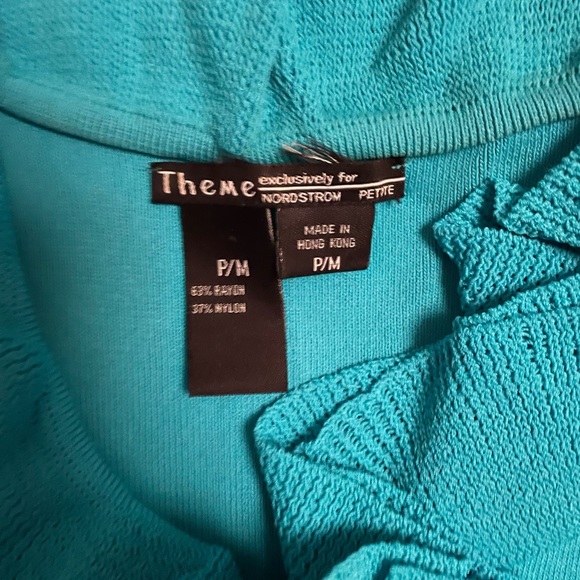 Theme exclusively for
NORDSTROM PETITE
MADE IN
HONG KONG
P/M
P/M
63% RAYON
37% NYLON